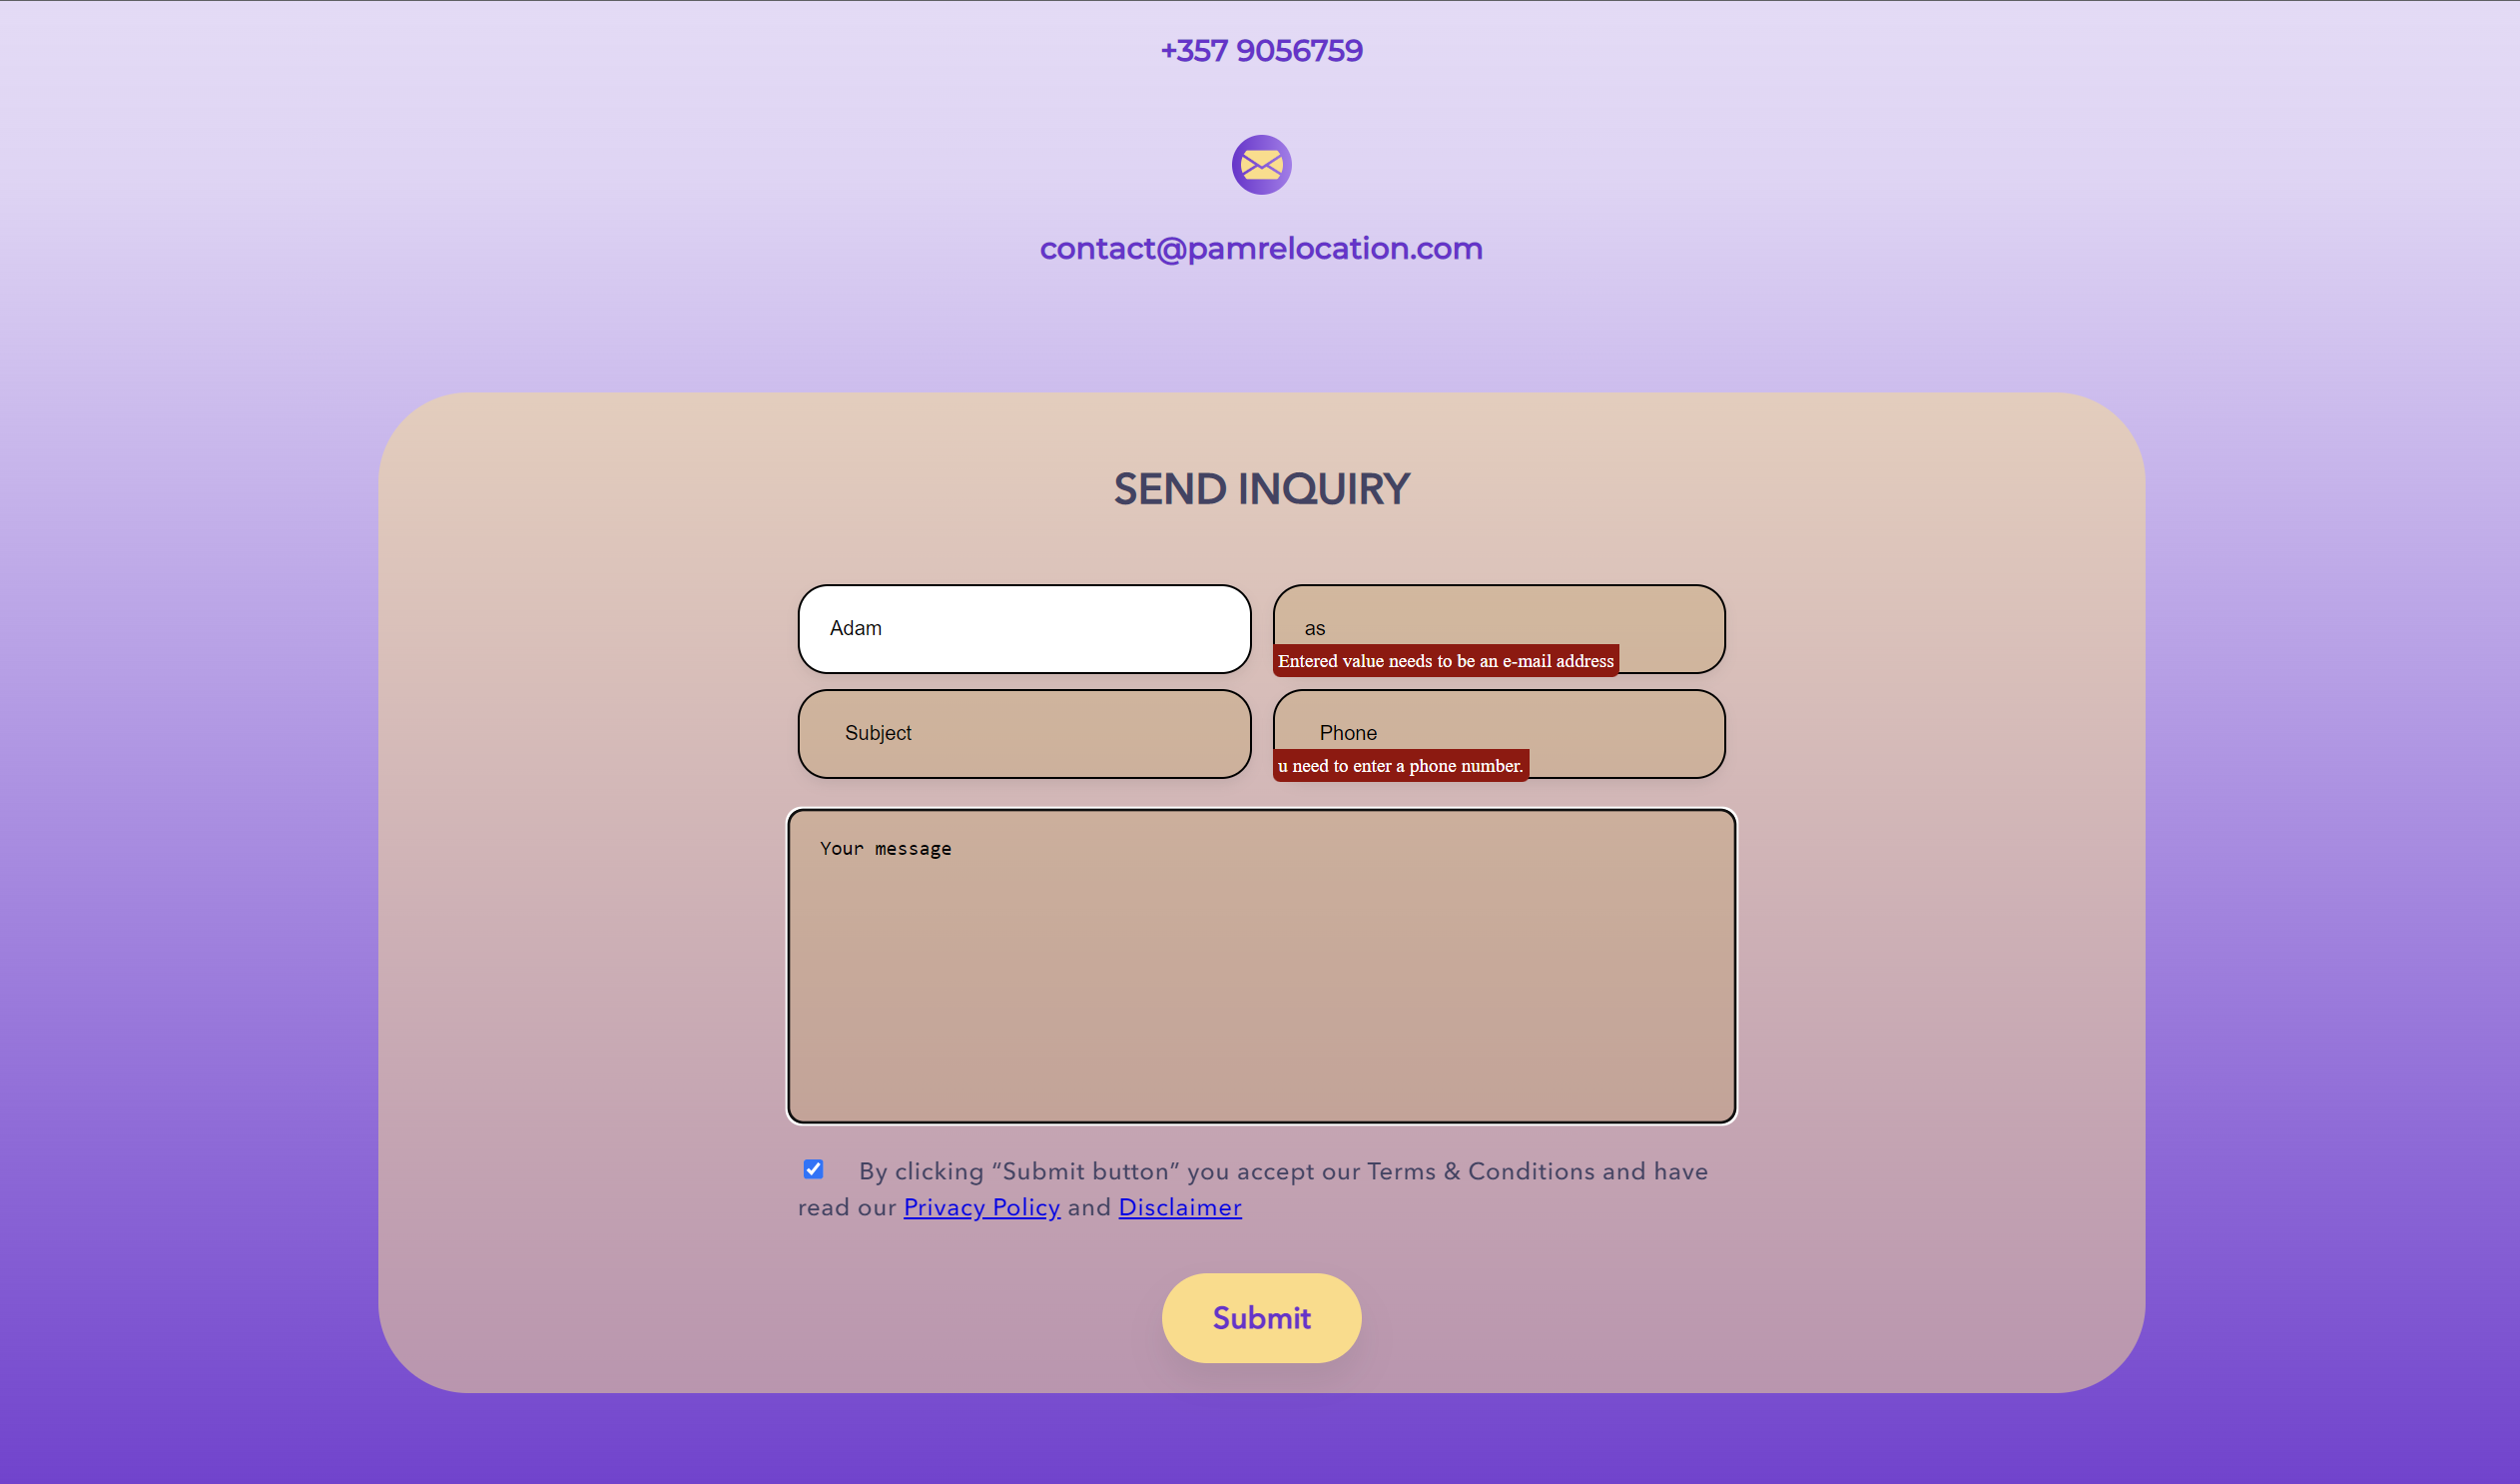 +357 9056759
contact@pamrelocation.com
SEND INQUIRY
Adam
as
Entered value needs to be an e-mail address
Subject
Phone
u need to enter a phone number.
Your message
By clicking “Submit button” you accept our Terms & Conditions and have
read our Privacy Policy and Disclaimer
Submit